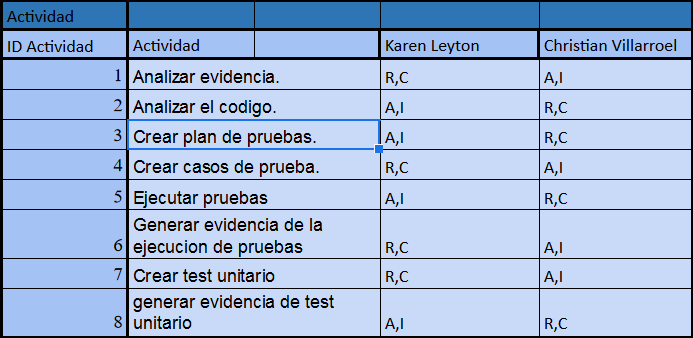 Actividad
ID Actividad Actividad Karen Leyton Christian Villarroel
1 Analizar evidencia. R,C A,I
2 Analizar el codigo. A,I R,C
3 Crear plan de pruebas. A,I R,C
4 Crear casos de prueba. R,C A,I
5 Ejecutar pruebas A,I R,C
Generar evidencia de la
6 ejecucion de pruebas R,C A,I
7 Crear test unitario R,C A,I
generar evidencia de test
8 unitario A,I R,C